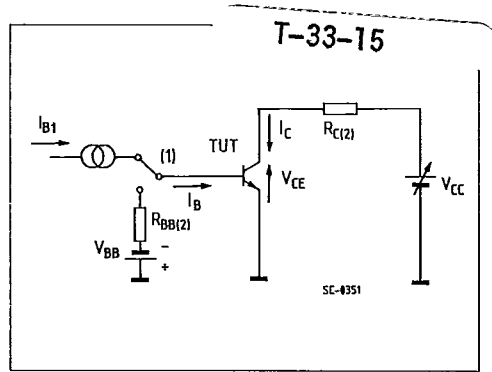 T-33-15
I_B1
(1)
TUT
I_C
R_C(2)
V_CE
V_CC
I_B
R_BB(2)
V_BB
−
+
SC-0351